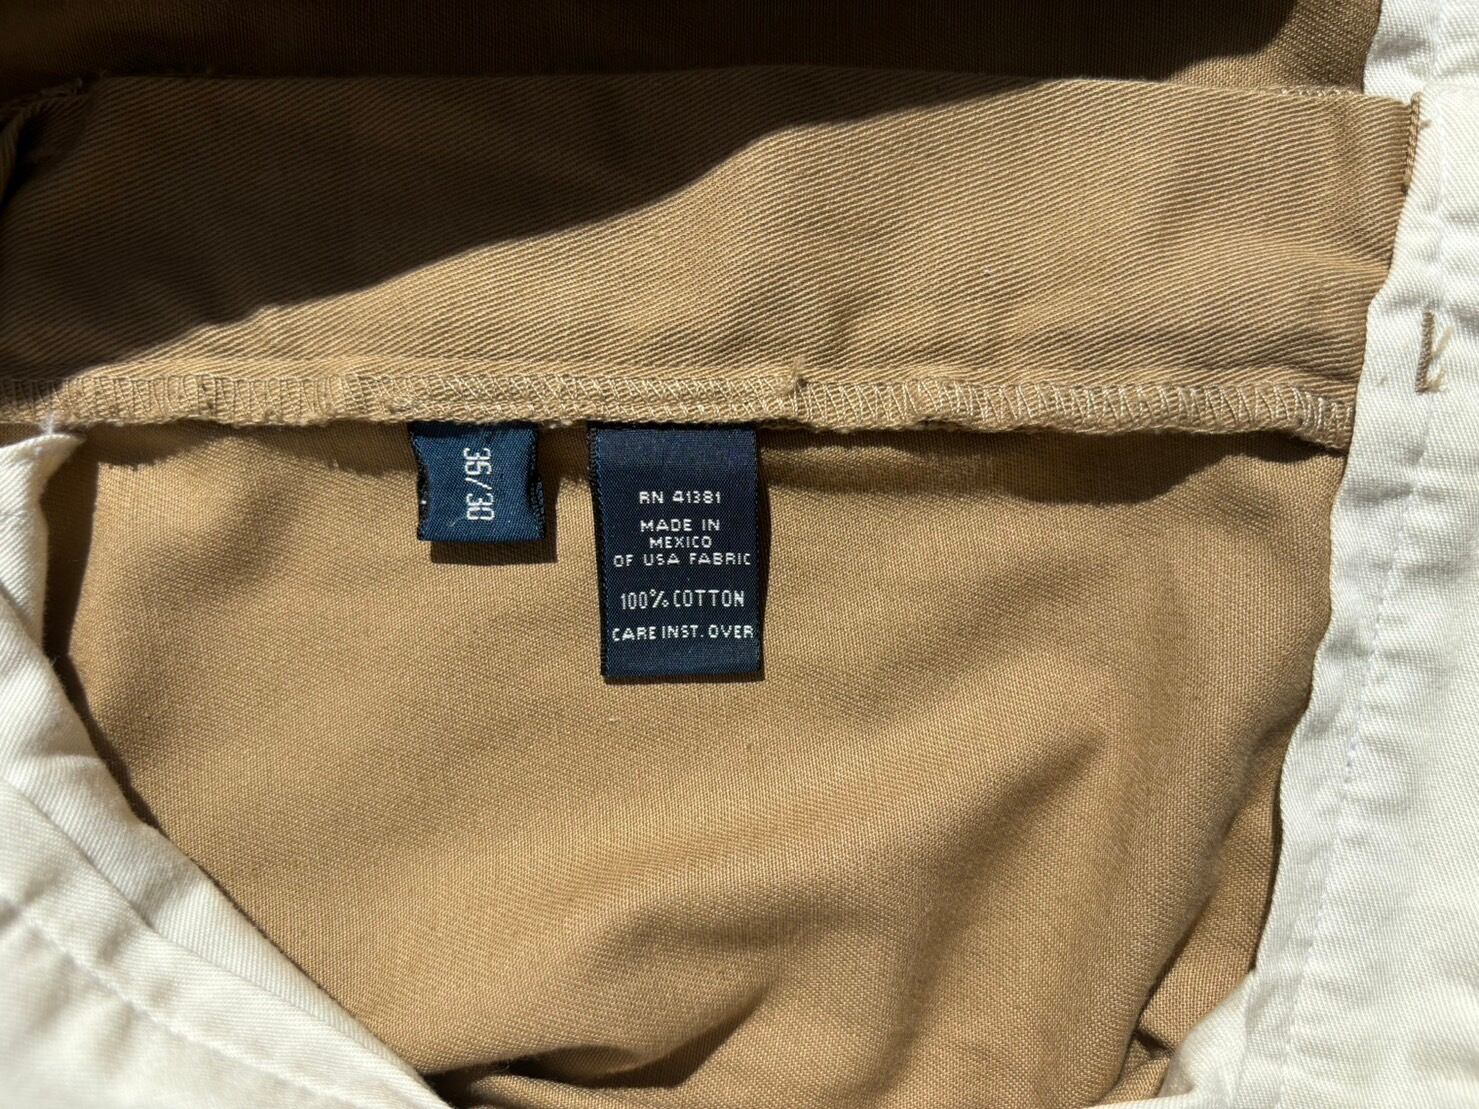 36/30
RN 41381
MADE IN
MEXICO
OF USA FABRIC
100% COTTON
CARE INST. OVER